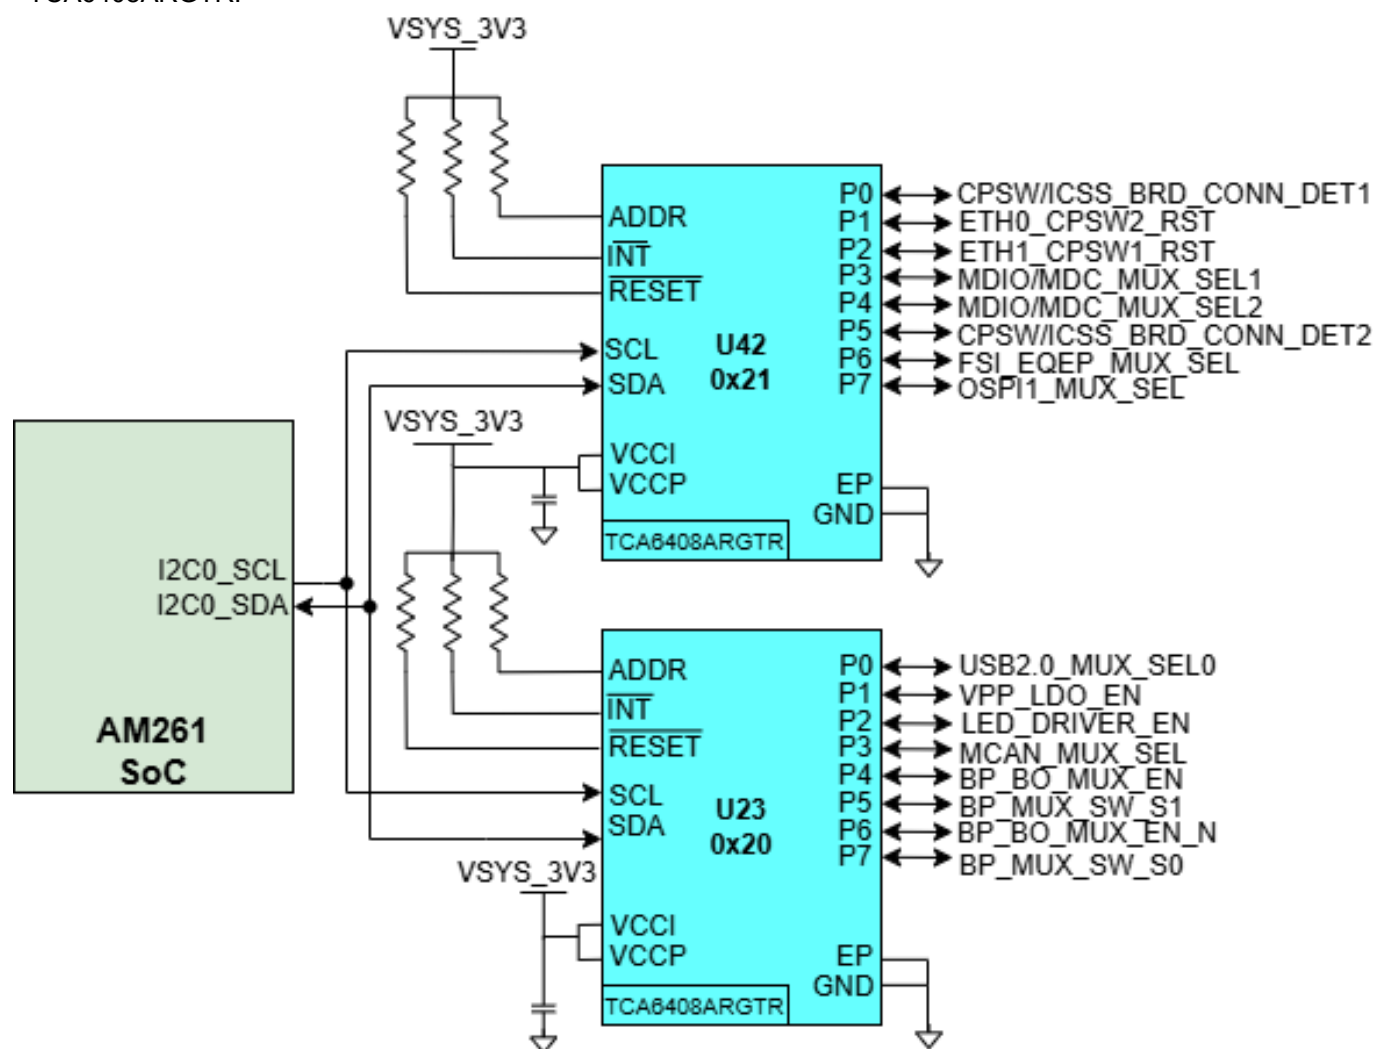 TCA6408ARGTR.
VSYS_3V3
ADDR
INT
RESET
SCL
SDA
U42
0x21
VCCI
VCCP
TCA6408ARGTR
P0
P1
P2
P3
P4
P5
P6
P7
EP
GND
CPSW/ICSS_BRD_CONN_DET1
ETH0_CPSW2_RST
ETH1_CPSW1_RST
MDIO/MDC_MUX_SEL1
MDIO/MDC_MUX_SEL2
CPSW/ICSS_BRD_CONN_DET2
FSI_EQEP_MUX_SEL
OSPI1_MUX_SEL
VSYS_3V3
I2C0_SCL
I2C0_SDA
AM261
SoC
ADDR
INT
RESET
SCL
SDA
U23
0x20
VSYS_3V3
VCCI
VCCP
TCA6408ARGTR
P0
P1
P2
P3
P4
P5
P6
P7
EP
GND
USB2.0_MUX_SEL0
VPP_LDO_EN
LED_DRIVER_EN
MCAN_MUX_SEL
BP_BO_MUX_EN
BP_MUX_SW_S1
BP_BO_MUX_EN_N
BP_MUX_SW_S0